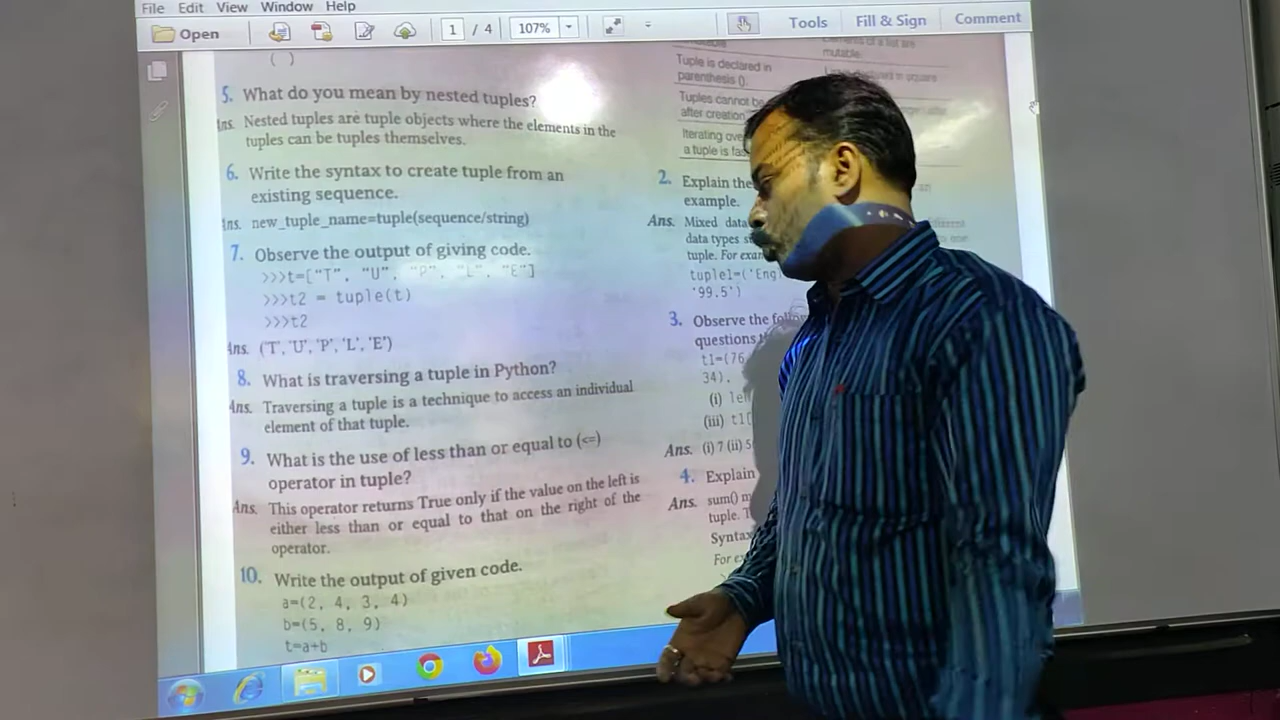 File Edit View Window Help
Open 1 / 4 107% Tools Fill & Sign Comment
( )
5. What do you mean by nested tuples?
Ans. Nested tuples are tuple objects where the elements in the
tuples can be tuples themselves.
6. Write the syntax to create tuple from an
existing sequence.
Ans. new_tuple_name=tuple(sequence/string)
7. Observe the output of giving code.
>>>t=["T", "U", "P", "L", "E"]
>>>t2 = tuple(t)
>>>t2
Ans. (T, 'U', 'P', 'L', 'E')
8. What is traversing a tuple in Python?
Ans. Traversing a tuple is a technique to access an individual
element of that tuple.
9. What is the use of less than or equal to (<=)
operator in tuple?
Ans. This operator returns True only if the value on the left is
either less than or equal to that on the right of the
operator.
10. Write the output of given code.
a=(2, 4, 3, 4)
b=(5, 8, 9)
t=a+b
mutable.
Tuple is declared in
parenthesis ().
square
Tuples cannot be
after creation
Iterating
a tuple is
2. Explain the
example.
Ans. Mixed data
data types
tuple. For
tuple1=('Eng
'99.5')
3. Observe the
questions
t1=(76
34),
(i)
(iii)
Ans. (i) 7 (ii) 5
4. Explain
Ans. sum()
tuple.